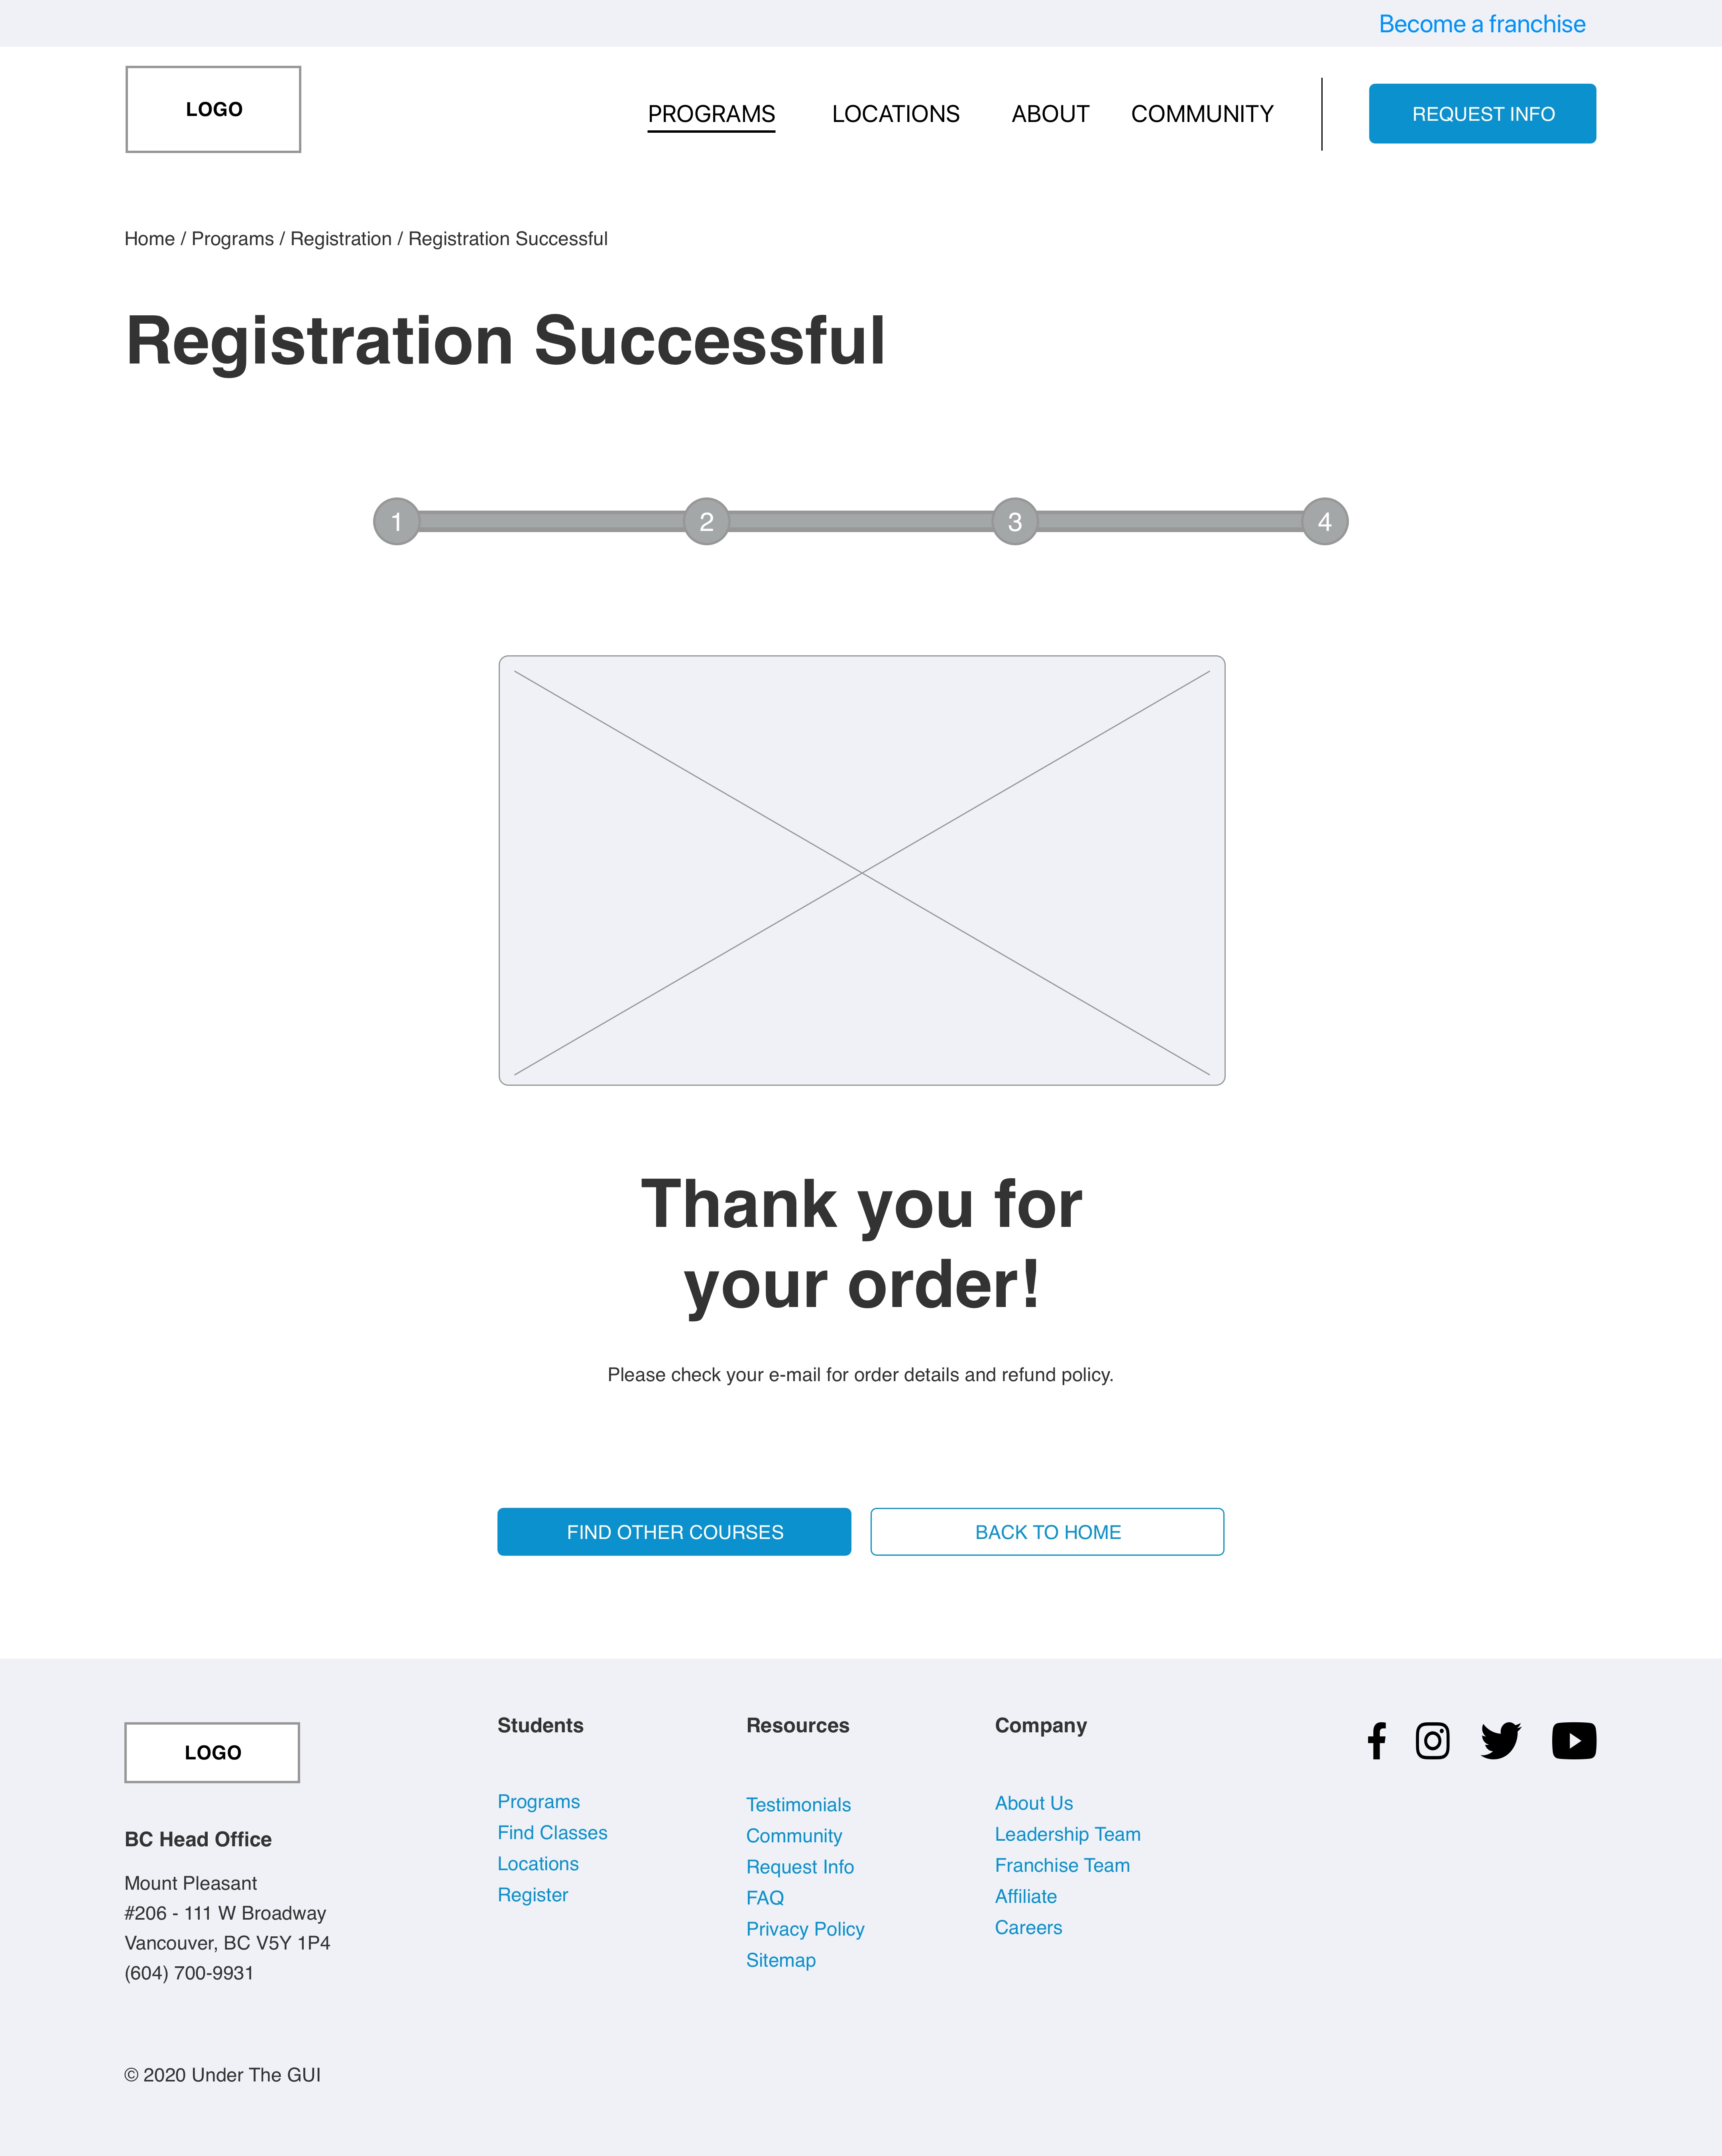 Become a franchise
LOGO
PROGRAMS LOCATIONS ABOUT COMMUNITY REQUEST INFO
Home / Programs / Registration / Registration Successful
Registration Successful
1 2 3 4
Thank you for
your order!
Please check your e-mail for order details and refund policy.
FIND OTHER COURSES BACK TO HOME
LOGO
BC Head Office
Mount Pleasant
#206 - 111 W Broadway
Vancouver, BC V5Y 1P4
(604) 700-9931
Students
Programs
Find Classes
Locations
Register
Resources
Testimonials
Community
Request Info
FAQ
Privacy Policy
Sitemap
Company
About Us
Leadership Team
Franchise Team
Affiliate
Careers
© 2020 Under The GUI